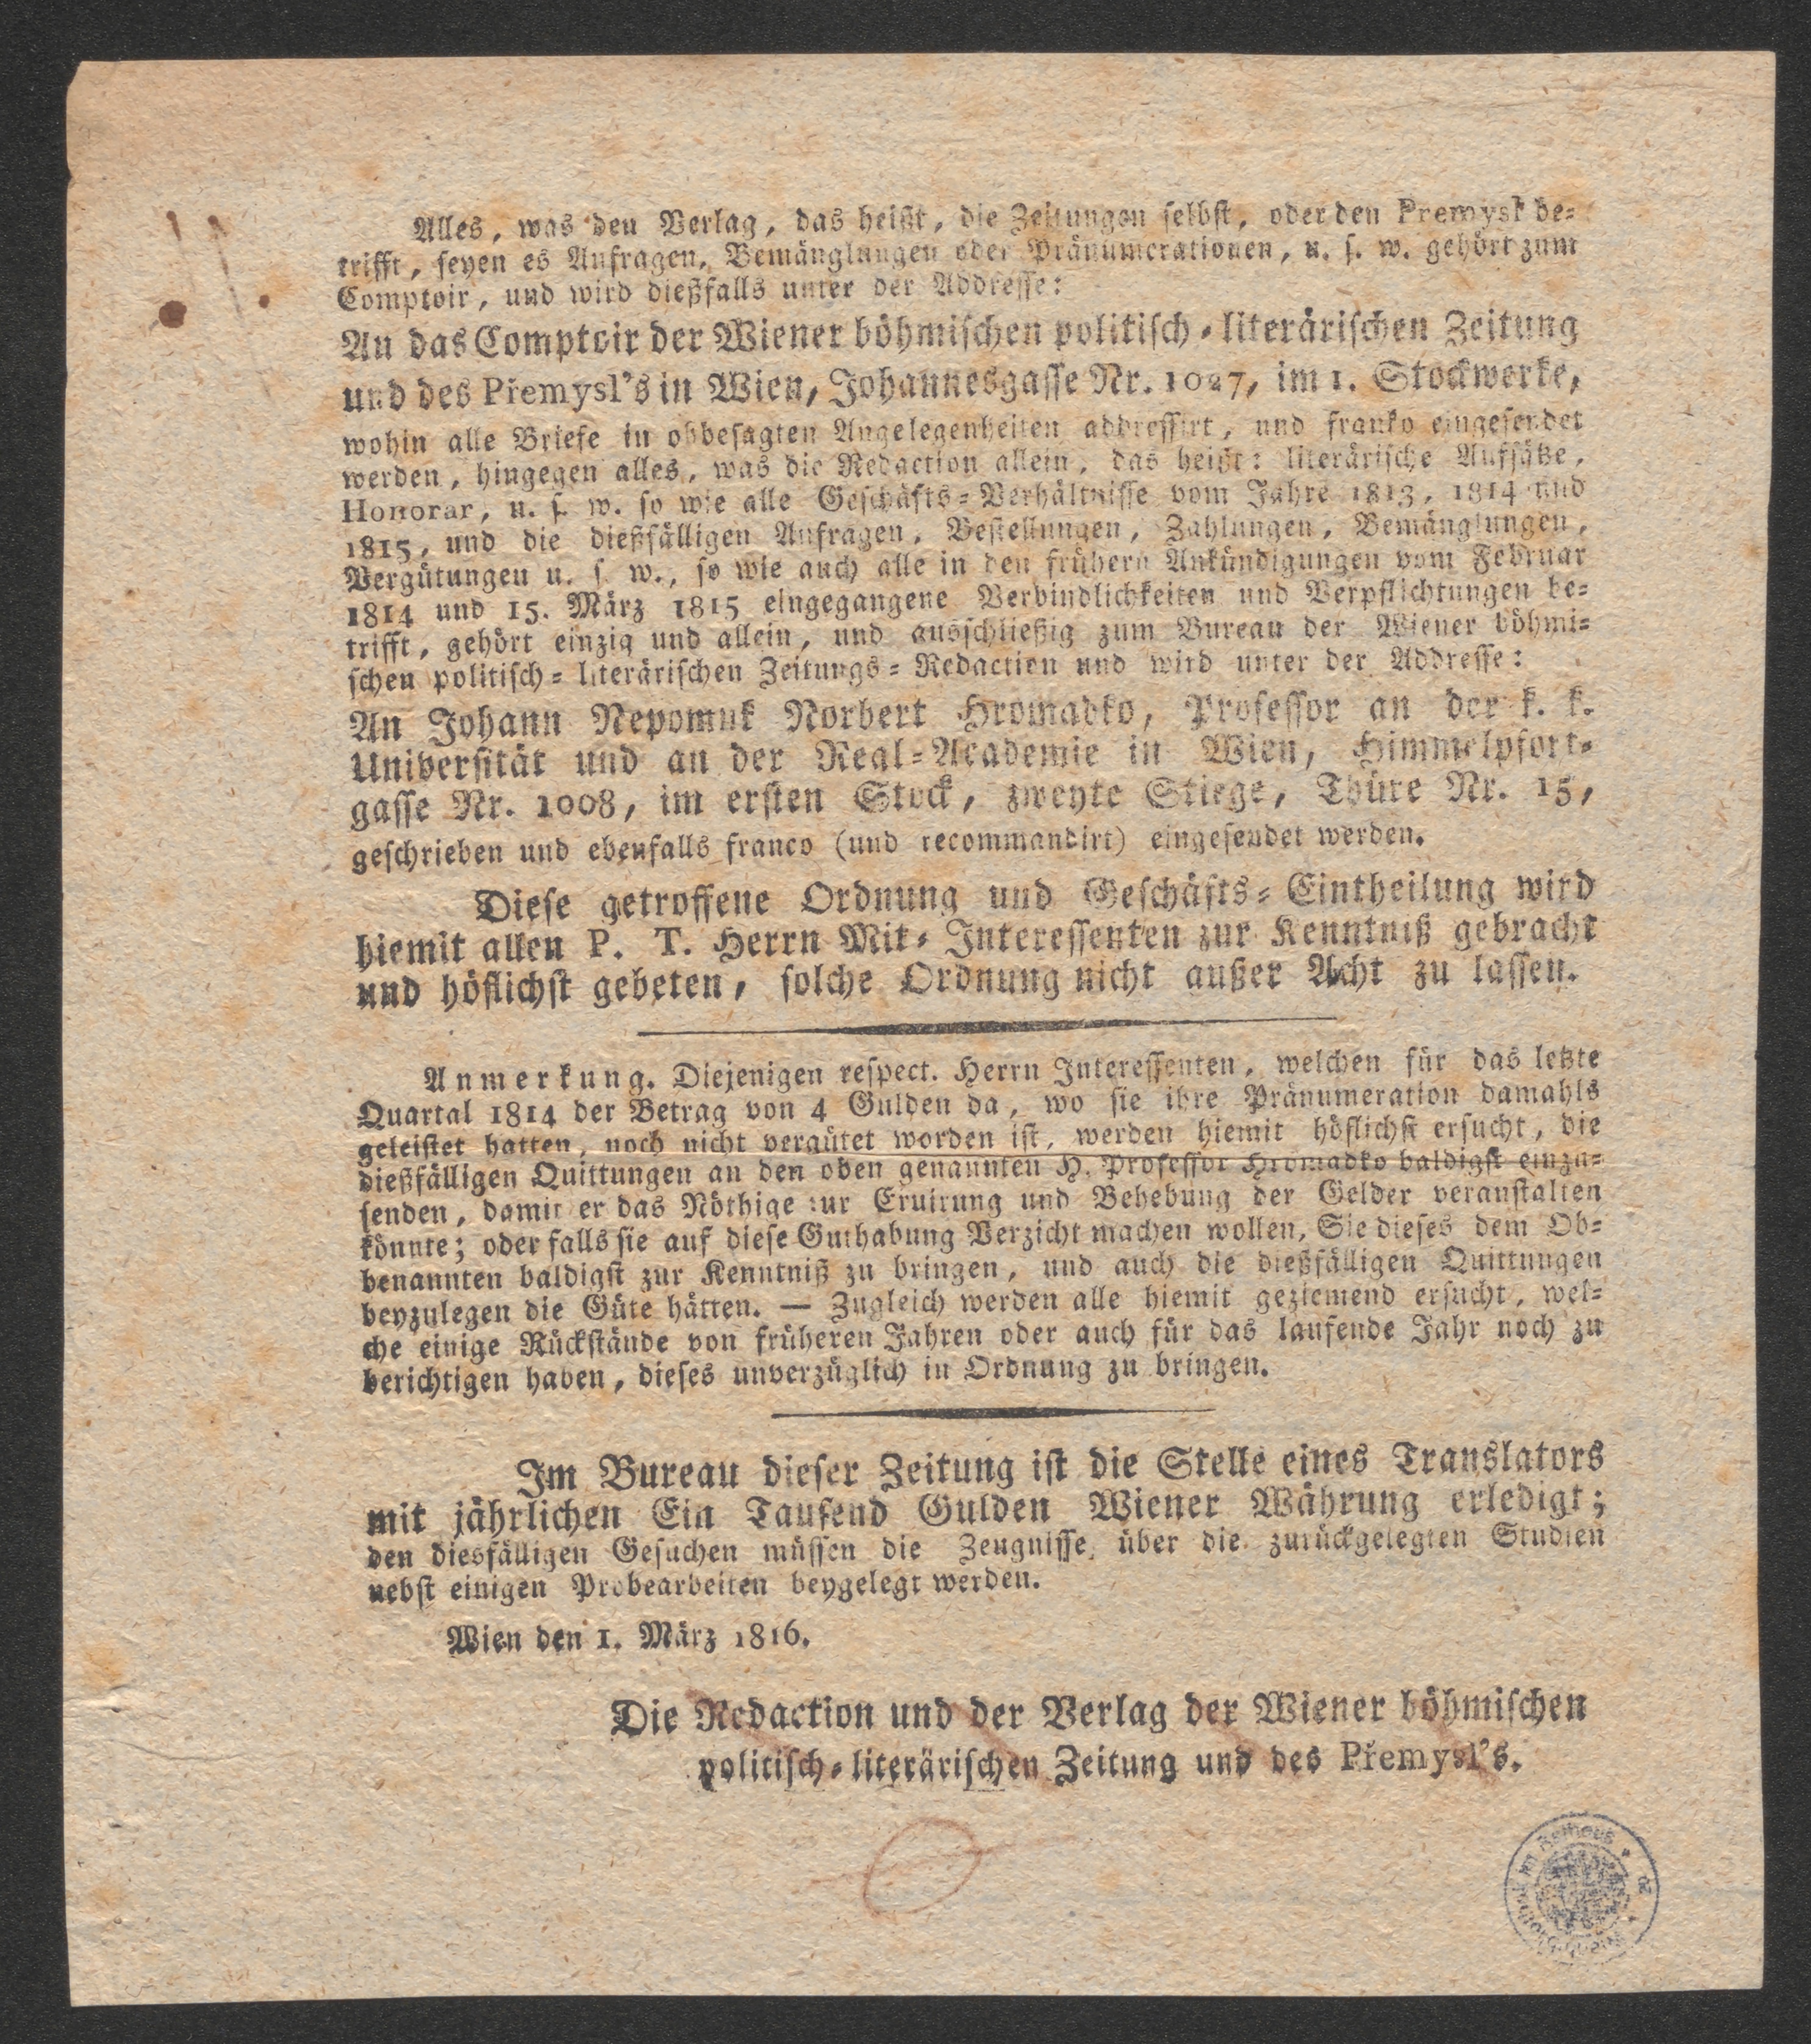 Alles, was den Verlag, das heißt, die Zeitungen selbst, oder den Přemysl be=
trifft, seyen es Anfragen, Bemänglungen oder Pränumerationen, u. s. w. gehört zum
Comptoir, und wird dießfalls unter der Addresse:
An das Comptoir der Wiener böhmischen politisch=literärischen Zeitung
und des Přemysl's in Wien, Johannesgasse Nr. 1027, im 1. Stockwerke,
wohin alle Briefe in obbesagten Angelegenheiten addressirt, und franko eingesendet
werden, hingegen alles, was die Redaction allein, das heißt: literärische Aufsätze,
Honorar, u. s. w. so wie alle Geschäfts=Verhältnisse vom Jahre 1813, 1814 und
1815, und die dießfälligen Anfragen, Bestellungen, Zahlungen, Bemänglungen,
Vergütungen u. s. w., so wie auch alle in den frühern Ankündigungen vom Februar
1814 und 15. März 1815 eingegangene Verbindlichkeiten und Verpflichtungen be=
trifft, gehört einzig und allein, und ausschließig zum Bureau der Wiener böhmi=
schen politisch=literärischen Zeitungs=Redaction und wird unter der Addresse:
An Johann Nepomuk Norbert Hromadko, Professor an der k. k.
Universität und an der Real=Academie in Wien, Himmelpfort=
gasse Nr. 1008, im ersten Stock, zweyte Stiege, Thüre Nr. 15,
geschrieben und ebenfalls franco (und recommandirt) eingesendet werden.
Diese getroffene Ordnung und Geschäfts=Eintheilung wird
hiemit allen P. T. Herrn Mit=Interessenten zur Kenntniß gebracht
und höflichst gebeten, solche Ordnung nicht außer Acht zu lassen.
Anmerkung. Diejenigen respect. Herrn Interessenten, welchen für das letzte
Quartal 1814 der Betrag von 4 Gulden da, wo sie ihre Pränumeration damahls
geleistet hatten, noch nicht vergütet worden ist, werden hiemit höflichst ersucht, die
dießfälligen Quittungen an den oben genannten H. Professor Hromadko baldigst einzu=
senden, damit er das Nöthige zur Eruirung und Behebung der Gelder veranstalten
könnte; oder falls sie auf diese Guthabung Verzicht machen wollen, Sie dieses dem Ob=
benannten baldigst zur Kenntniß zu bringen, und auch die dießfälligen Quittungen
beyzulegen die Güte hätten. — Zugleich werden alle hiemit geziemend ersucht, wel=
che einige Rückstände von früheren Jahren oder auch für das laufende Jahr noch zu
berichtigen haben, dieses unverzüglich in Ordnung zu bringen.
Im Bureau dieser Zeitung ist die Stelle eines Translators
mit jährlichen Ein Tausend Gulden Wiener Währung erledigt;
den diesfälligen Gesuchen müssen die Zeugnisse über die zurückgelegten Studien
nebst einigen Probearbeiten beygelegt werden.
Wien den 1. März 1816.
Die Redaction und der Verlag der Wiener böhmischen
politisch=literärischen Zeitung und des Přemysl's.